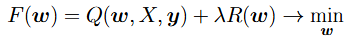 F(w) = Q(w, X, y) + λR(w) → min
w